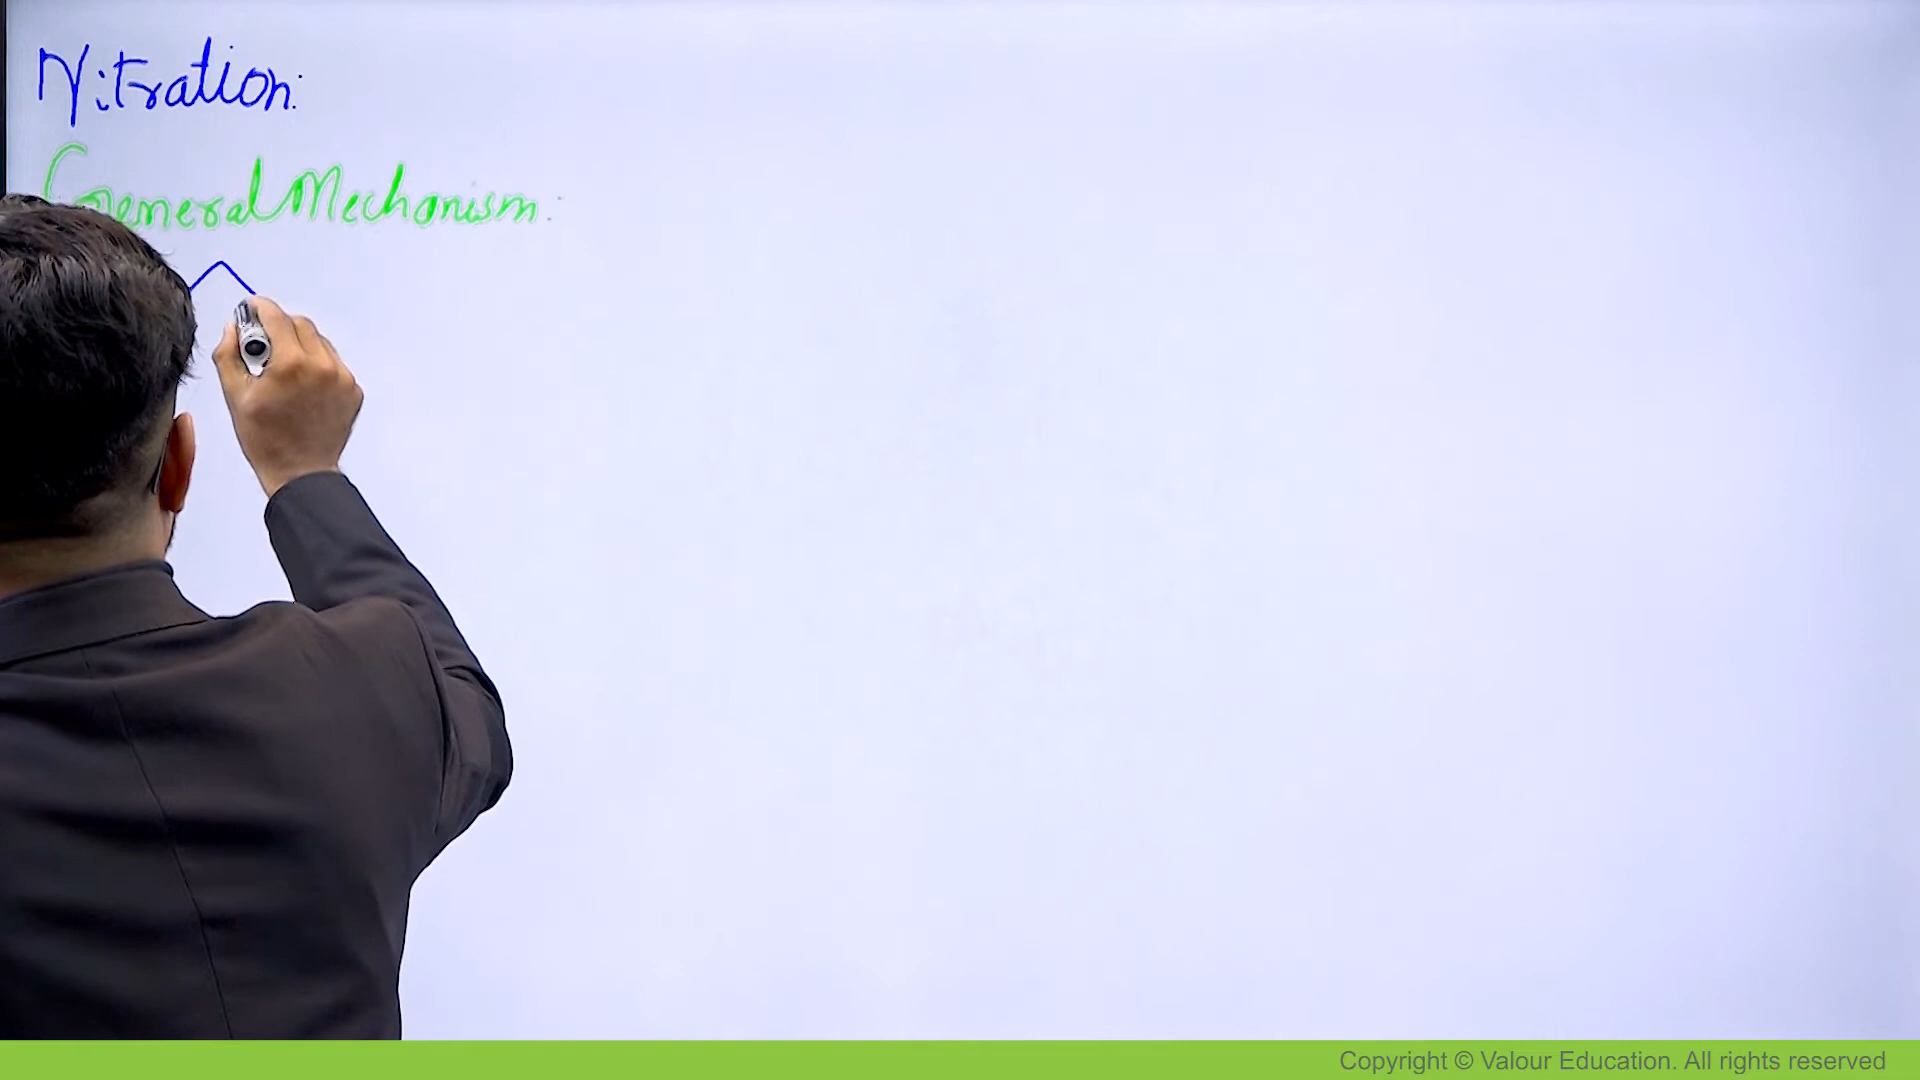 Nitration:
General Mechanism:
Copyright © Valour Education. All rights reserved